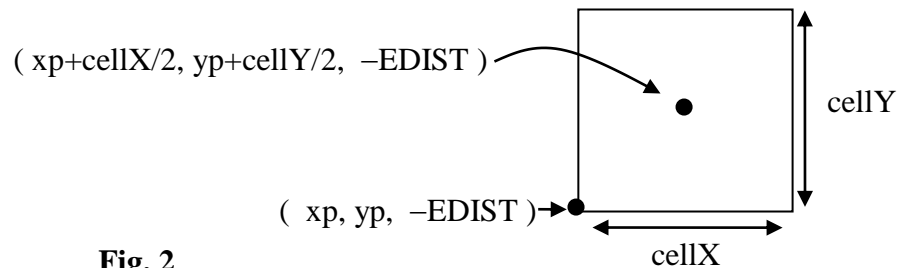 ( xp+cellX/2, yp+cellY/2, −EDIST )
cellY
( xp, yp, −EDIST )
cellX
Fig. 2